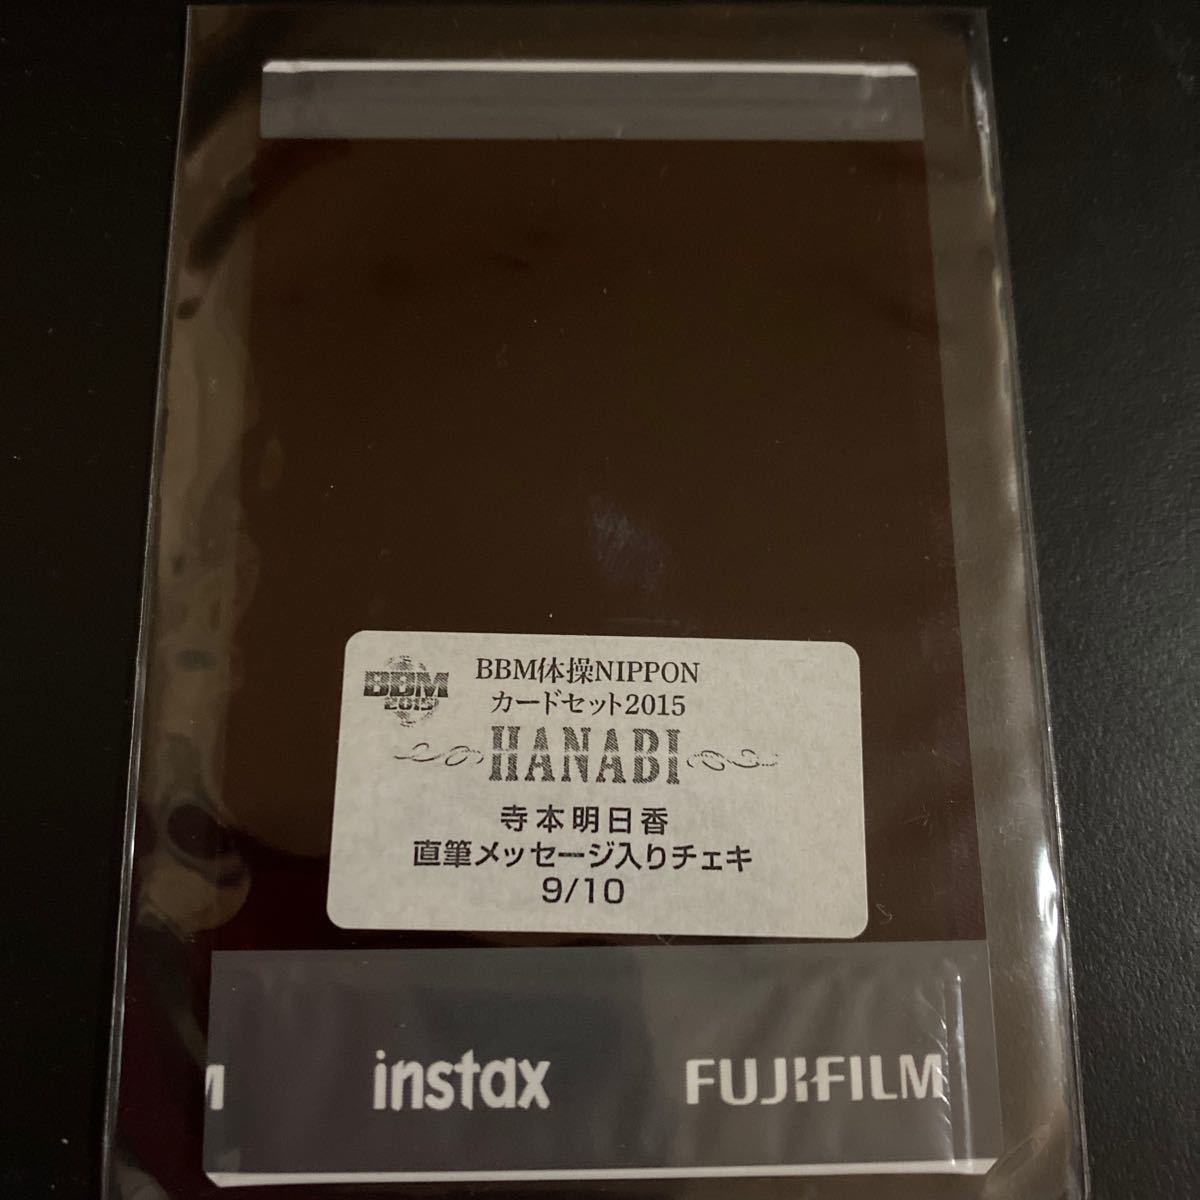 BBM
2015
BBM体操NIPPON
カードセット2015
HANABI
寺本明日香
直筆メッセージ入りチェキ
9/10
M instax FUJIFILM